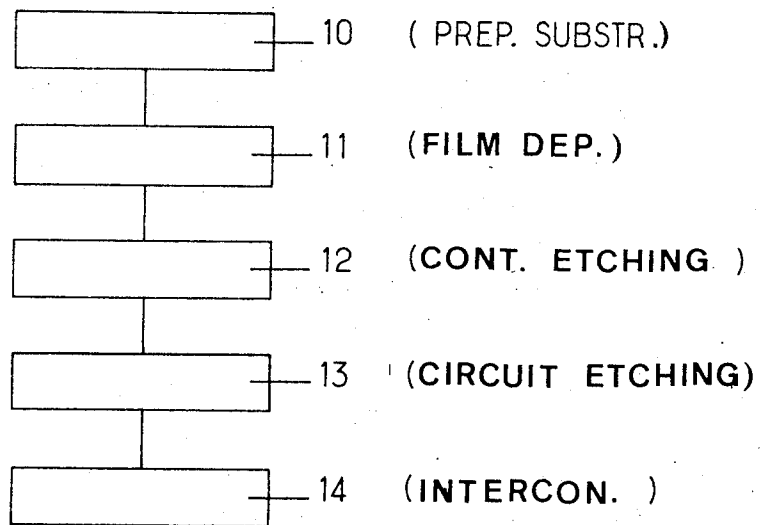 10 ( PREP. SUBSTR.)
11 (FILM DEP.)
12 (CONT. ETCHING )
13 (CIRCUIT ETCHING)
14 (INTERCON. )